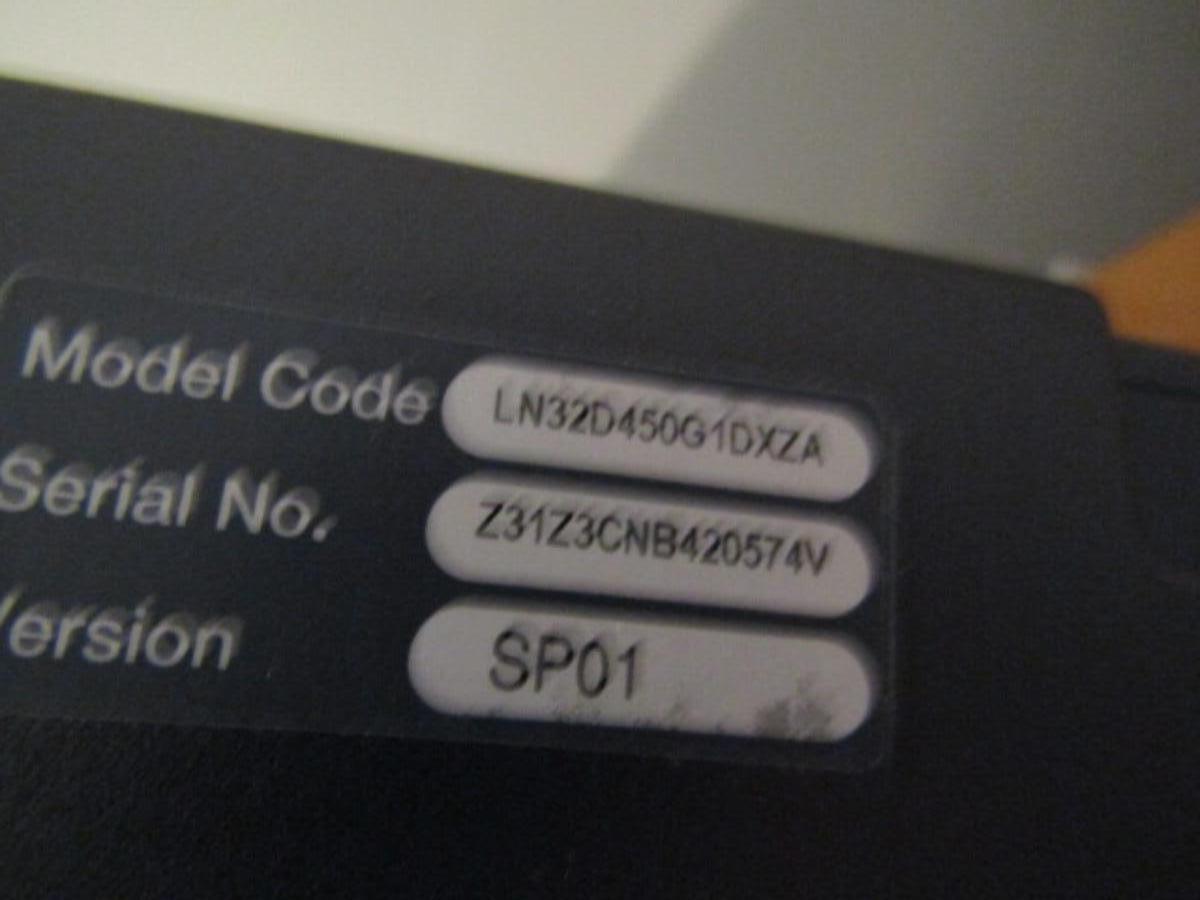 Model Code LN32D450G1DXZA
Serial No. Z31Z3CNB420574V
Version SP01